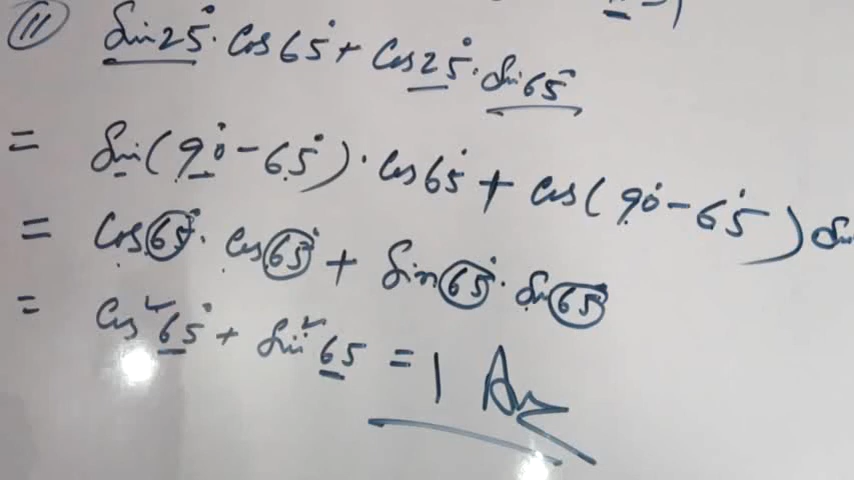 11 Sin25°.Cos65°+Cos25°.Sin65°
= Sin(90°-65°).Cos65°+Cos(90°-65°)
= Cos65°.Cos65°+Sin65°.Sin65°
= Cos²65°+Sin²65=1 Ans